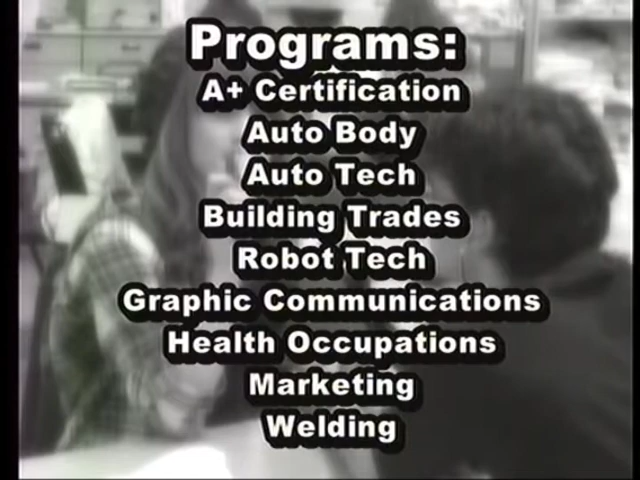 Programs:
A+ Certification
Auto Body
Auto Tech
Building Trades
Robot Tech
Graphic Communications
Health Occupations
Marketing
Welding